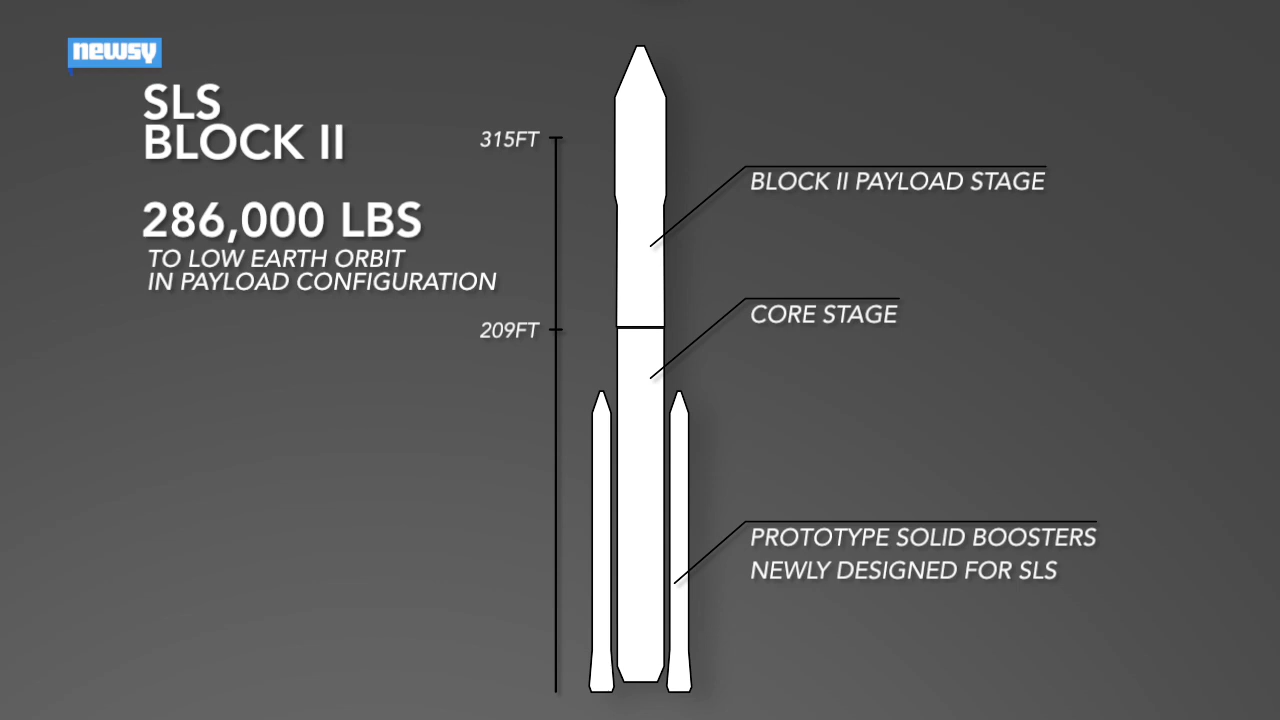 newsy
SLS
BLOCK II
286,000 LBS
TO LOW EARTH ORBIT
IN PAYLOAD CONFIGURATION
315FT
209FT
BLOCK II PAYLOAD STAGE
CORE STAGE
PROTOTYPE SOLID BOOSTERS
NEWLY DESIGNED FOR SLS